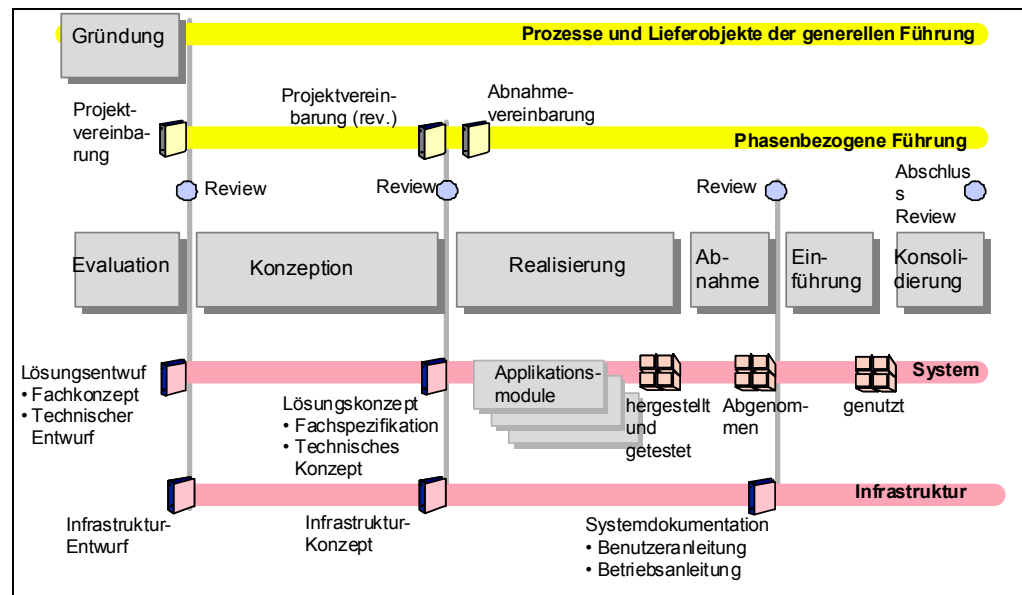 Gründung
Prozesse und Lieferobjekte der generellen Führung
Projekt-
vereinba-
rung
Projektverein-
barung (rev.)
Abnahme-
vereinbarung
Phasenbezogene Führung
Review
Review
Review
Abschlus
s
Review
Evaluation
Konzeption
Realisierung
Ab-
nahme
Ein-
führung
Konsoli-
dierung
Lösungsentwuf
• Fachkonzept
• Technischer
Entwurf
Lösungskonzept
• Fachspezifikation
• Technisches
Konzept
Applikations-
module
hergestellt
und
getestet
Abgenom-
men
genutzt
System
Infrastruktur-
Entwurf
Infrastruktur-
Konzept
Systemdokumentation
• Benutzeranleitung
• Betriebsanleitung
Infrastruktur